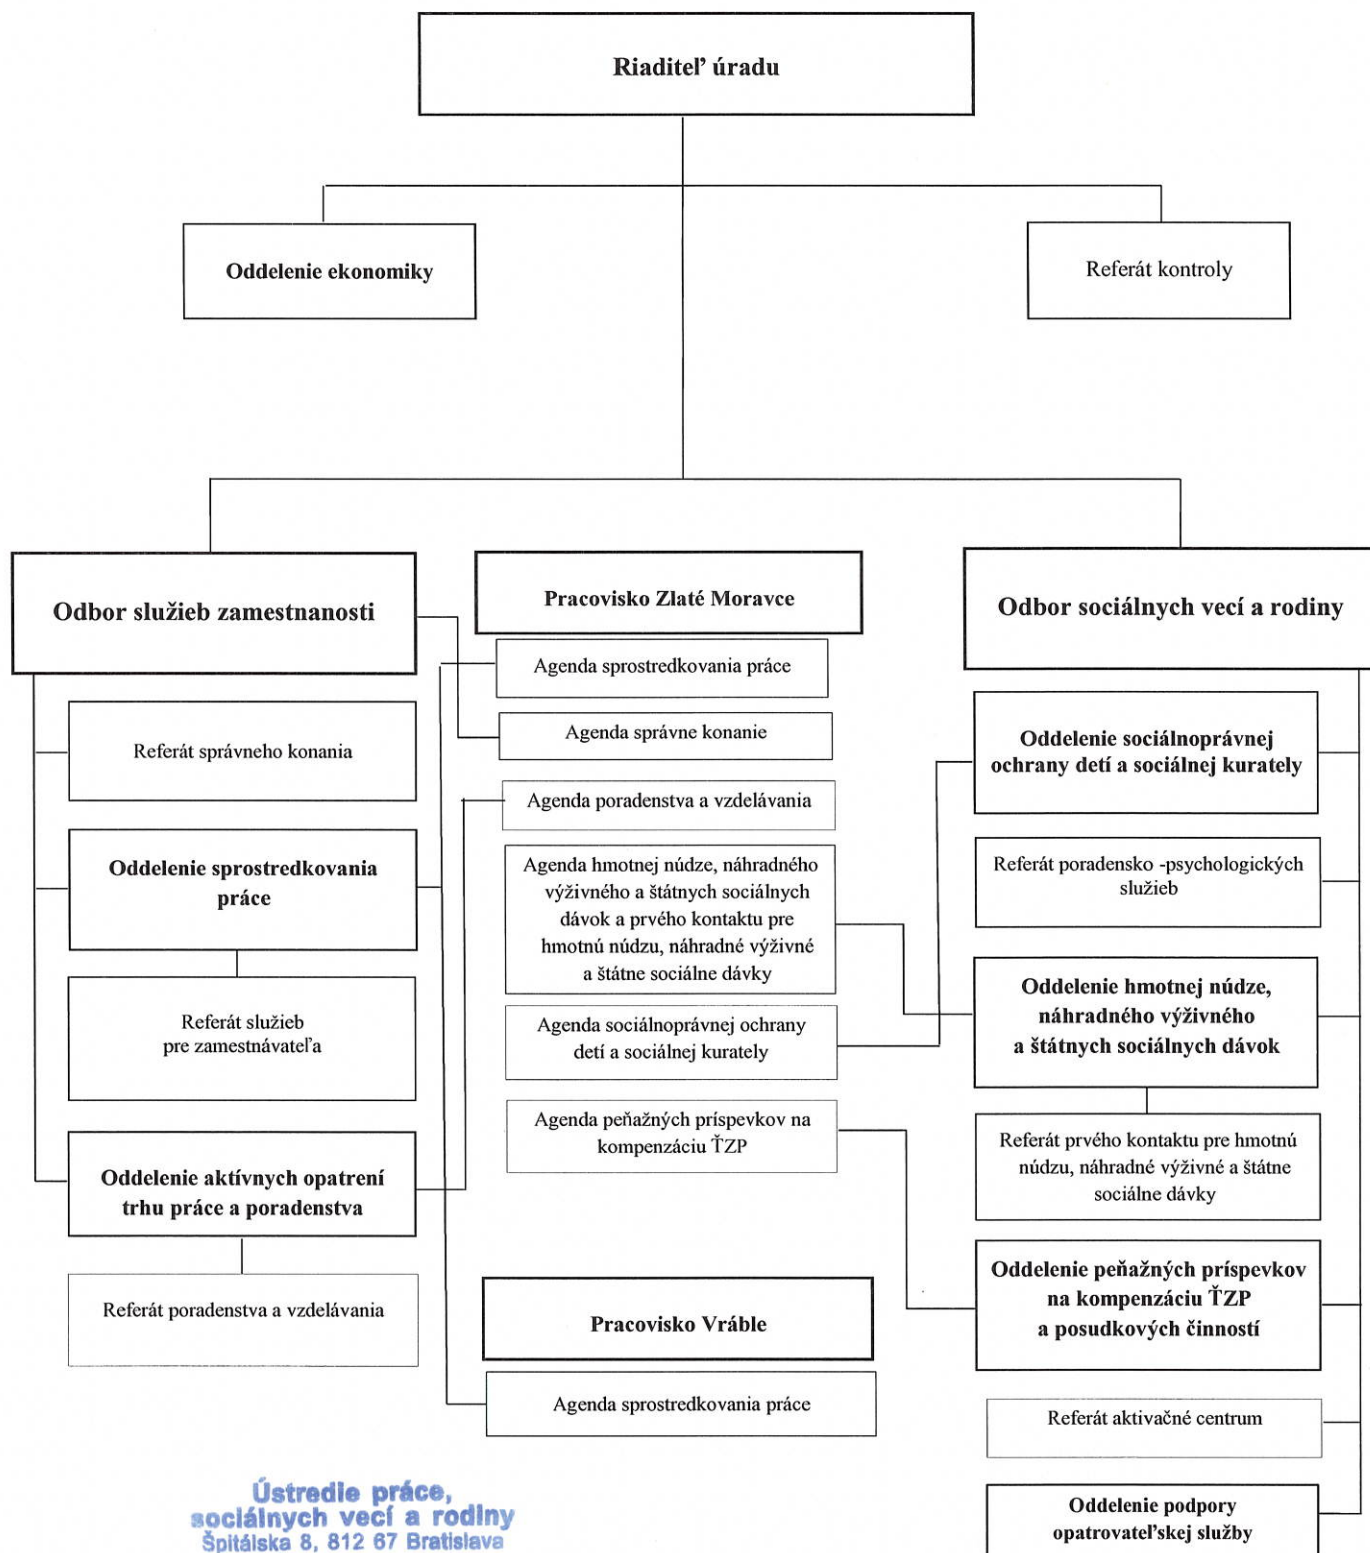 Riaditeľ úradu
Oddelenie ekonomiky
Referát kontroly
Odbor služieb zamestnanosti
Referát správneho konania
Oddelenie sprostredkovania
práce
Referát služieb
pre zamestnávateľa
Oddelenie aktívnych opatrení
trhu práce a poradenstva
Referát poradenstva a vzdelávania
Pracovisko Zlaté Moravce
Agenda sprostredkovania práce
Agenda správne konanie
Agenda poradenstva a vzdelávania
Agenda hmotnej núdze, náhradného
výživného a štátnych sociálnych
dávok a prvého kontaktu pre
hmotnú núdzu, náhradné výživné
a štátne sociálne dávky
Agenda sociálnoprávnej ochrany
detí a sociálnej kurately
Agenda peňažných príspevkov na
kompenzáciu ŤZP
Pracovisko Vráble
Agenda sprostredkovania práce
Odbor sociálnych vecí a rodiny
Oddelenie sociálnoprávnej
ochrany detí a sociálnej kurately
Referát poradensko -psychologických
služieb
Oddelenie hmotnej núdze,
náhradného výživného
a štátnych sociálnych dávok
Referát prvého kontaktu pre hmotnú
núdzu, náhradné výživné a štátne
sociálne dávky
Oddelenie peňažných príspevkov
na kompenzáciu ŤZP
a posudkových činností
Referát aktivačné centrum
Oddelenie podpory
opatrovateľskej služby
Ústredie práce,
sociálnych vecí a rodiny
Špitálska 8, 812 67 Bratislava